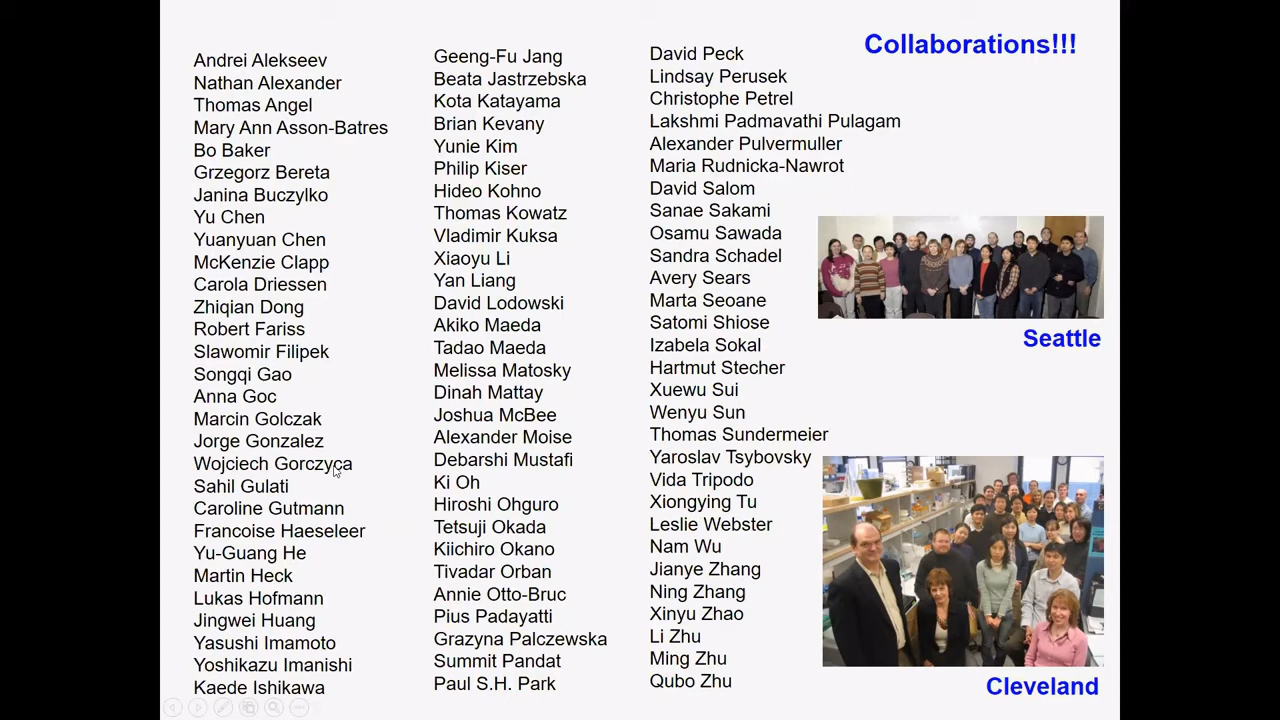 Collaborations!!!
Andrei Alekseev
Nathan Alexander
Thomas Angel
Mary Ann Asson-Batres
Bo Baker
Grzegorz Bereta
Janina Buczylko
Yu Chen
Yuanyuan Chen
McKenzie Clapp
Carola Driessen
Zhiqian Dong
Robert Fariss
Slawomir Filipek
Songqi Gao
Anna Goc
Marcin Golczak
Jorge Gonzalez
Wojciech Gorczyca
Sahil Gulati
Caroline Gutmann
Francoise Haeseleer
Yu-Guang He
Martin Heck
Lukas Hofmann
Jingwei Huang
Yasushi Imamoto
Yoshikazu Imanishi
Kaede Ishikawa
Geeng-Fu Jang
Beata Jastrzebska
Kota Katayama
Brian Kevany
Yunie Kim
Philip Kiser
Hideo Kohno
Thomas Kowatz
Vladimir Kuksa
Xiaoyu Li
Yan Liang
David Lodowski
Akiko Maeda
Tadao Maeda
Melissa Matosky
Dinah Mattay
Joshua McBee
Alexander Moise
Debarshi Mustafi
Ki Oh
Hiroshi Ohguro
Tetsuji Okada
Kiichiro Okano
Tivadar Orban
Annie Otto-Bruc
Pius Padayatti
Grazyna Palczewska
Summit Pandat
Paul S.H. Park
David Peck
Lindsay Perusek
Christophe Petrel
Lakshmi Padmavathi Pulagam
Alexander Pulvermuller
Maria Rudnicka-Nawrot
David Salom
Sanae Sakami
Osamu Sawada
Sandra Schadel
Avery Sears
Marta Seoane
Satomi Shiose
Izabela Sokal
Hartmut Stecher
Xuewu Sui
Wenyu Sun
Thomas Sundermeier
Yaroslav Tsybovsky
Vida Tripodo
Xiongying Tu
Leslie Webster
Nam Wu
Jianye Zhang
Ning Zhang
Xinyu Zhao
Li Zhu
Ming Zhu
Qubo Zhu
Seattle
Cleveland